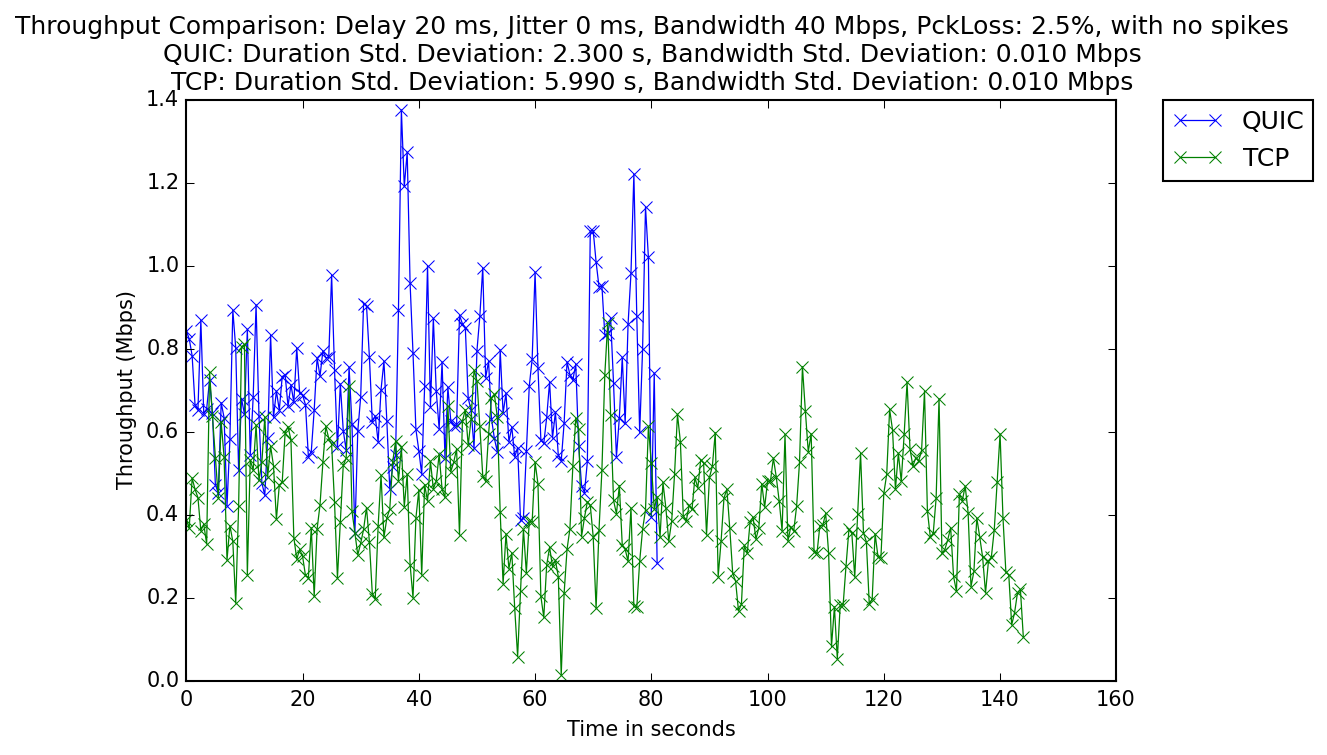 Throughput Comparison: Delay 20 ms, Jitter 0 ms, Bandwidth 40 Mbps, PckLoss: 2.5%, with no spikes
QUIC: Duration Std. Deviation: 2.300 s, Bandwidth Std. Deviation: 0.010 Mbps
TCP: Duration Std. Deviation: 5.990 s, Bandwidth Std. Deviation: 0.010 Mbps
1.4
1.2
1.0
0.8
0.6
0.4
0.2
0.0
Throughput (Mbps)
0 20 40 60 80 100 120 140 160
Time in seconds
QUIC
TCP